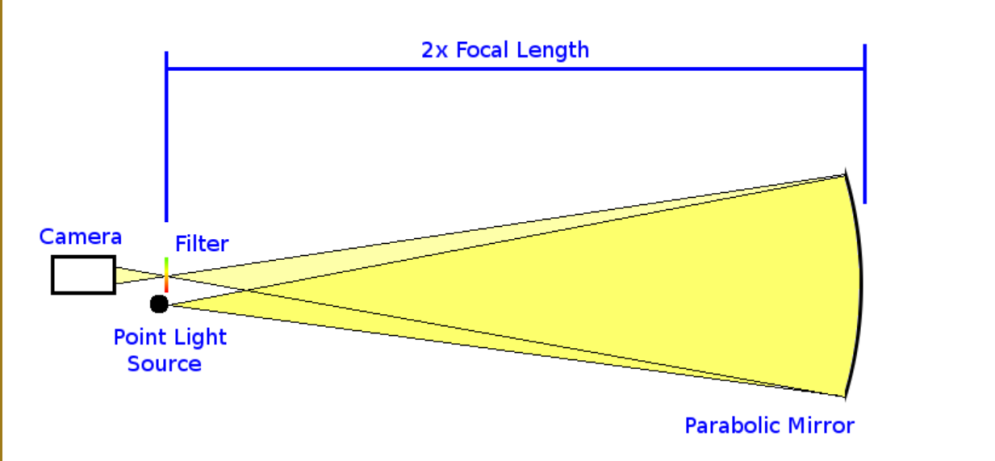 2x Focal Length
Camera
Filter
Point Light
Source
Parabolic Mirror